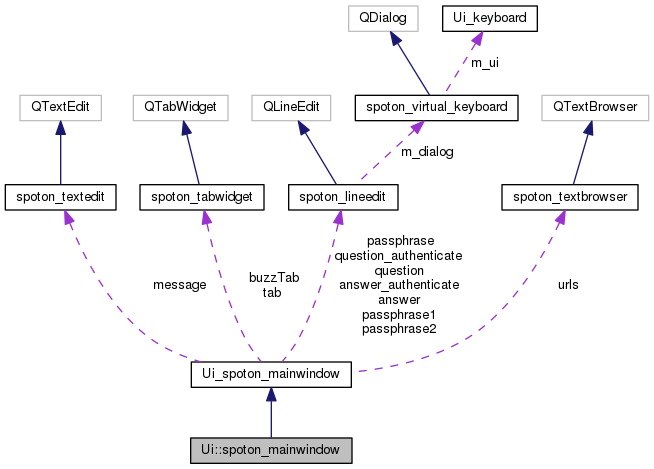 QDialog
Ui_keyboard
m_ui
QTextEdit
QTabWidget
QLineEdit
spoton_virtual_keyboard
QTextBrowser
m_dialog
spoton_textedit
spoton_tabwidget
spoton_lineedit
spoton_textbrowser
message
buzzTab
tab
passphrase
question_authenticate
question
answer_authenticate
answer
passphrase1
passphrase2
urls
Ui_spoton_mainwindow
Ui::spoton_mainwindow